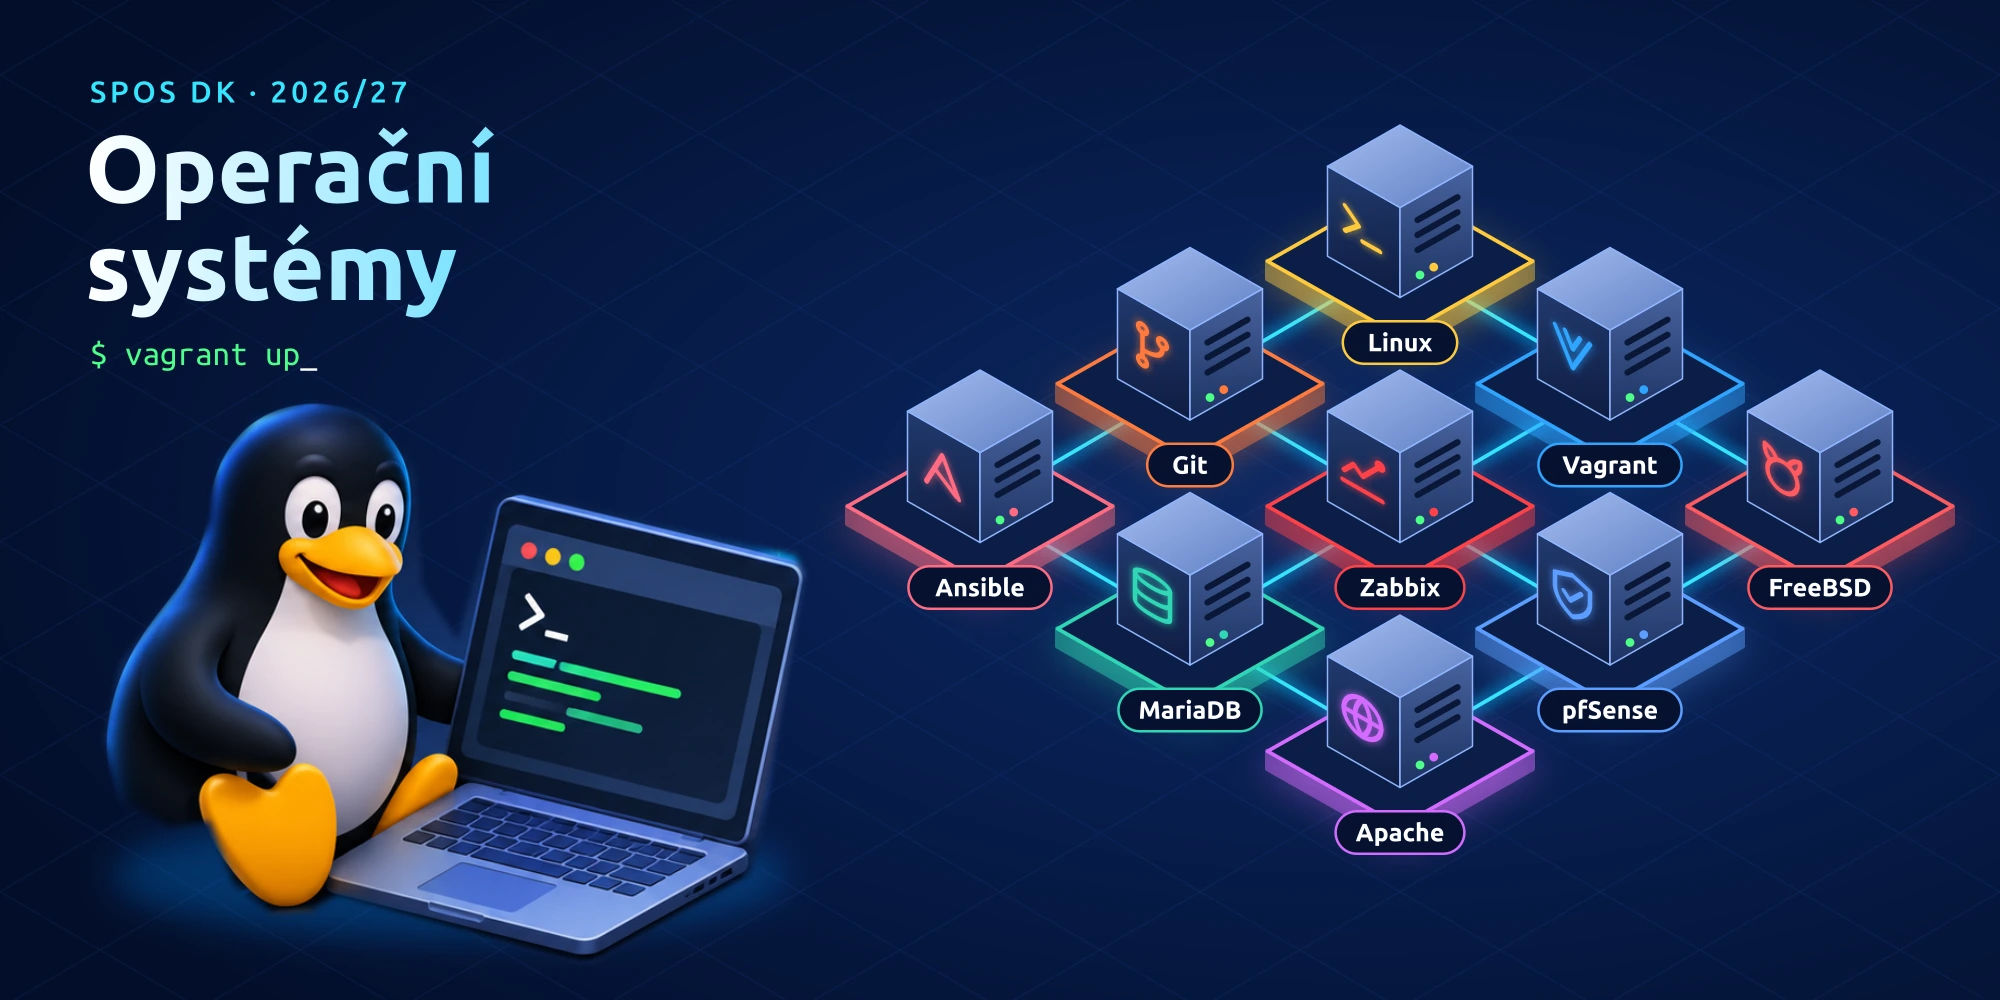 SPOS DK · 2026/27
Operační
systémy
$ vagrant up_
>_
>_
Linux
Git
Vagrant
Ansible
Zabbix
FreeBSD
MariaDB
pfSense
Apache